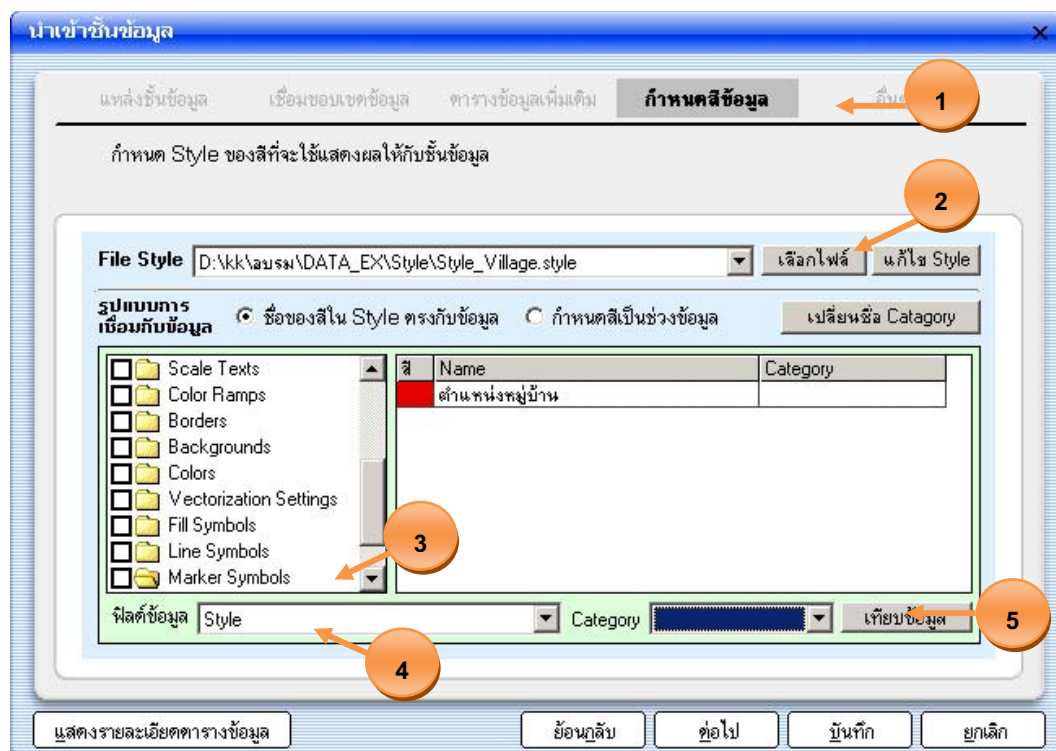 นำเข้าชั้นข้อมูล
แหล่งชั้นข้อมูล เชื่อมขอบเขตข้อมูล ตารางข้อมูลเพิ่มเติม กำหนดสีข้อมูล
1
กำหนด Style ของสีที่จะใช้แสดงผลให้กับชั้นข้อมูล
2
File Style D:\kk\อบรม\DATA_EX\Style\Style_Village.style เลือกไฟล์ แก้ไข Style
รูปแบบการ
เชื่อมกับข้อมูล ชื่อของสีใน Style ตรงกับข้อมูล กำหนดสีเป็นช่วงข้อมูล เปลี่ยนชื่อ Catagory
Scale Texts สี Name Category
Color Ramps ตำแหน่งหมู่บ้าน
Borders
Backgrounds
Colors
Vectorization Settings
Fill Symbols
Line Symbols 3
Marker Symbols
ฟิลด์ข้อมูล Style Category เทียบข้อมูล 5
4
แสดงรายละเอียดตารางข้อมูล ย้อนกลับ ต่อไป บันทึก ยกเลิก